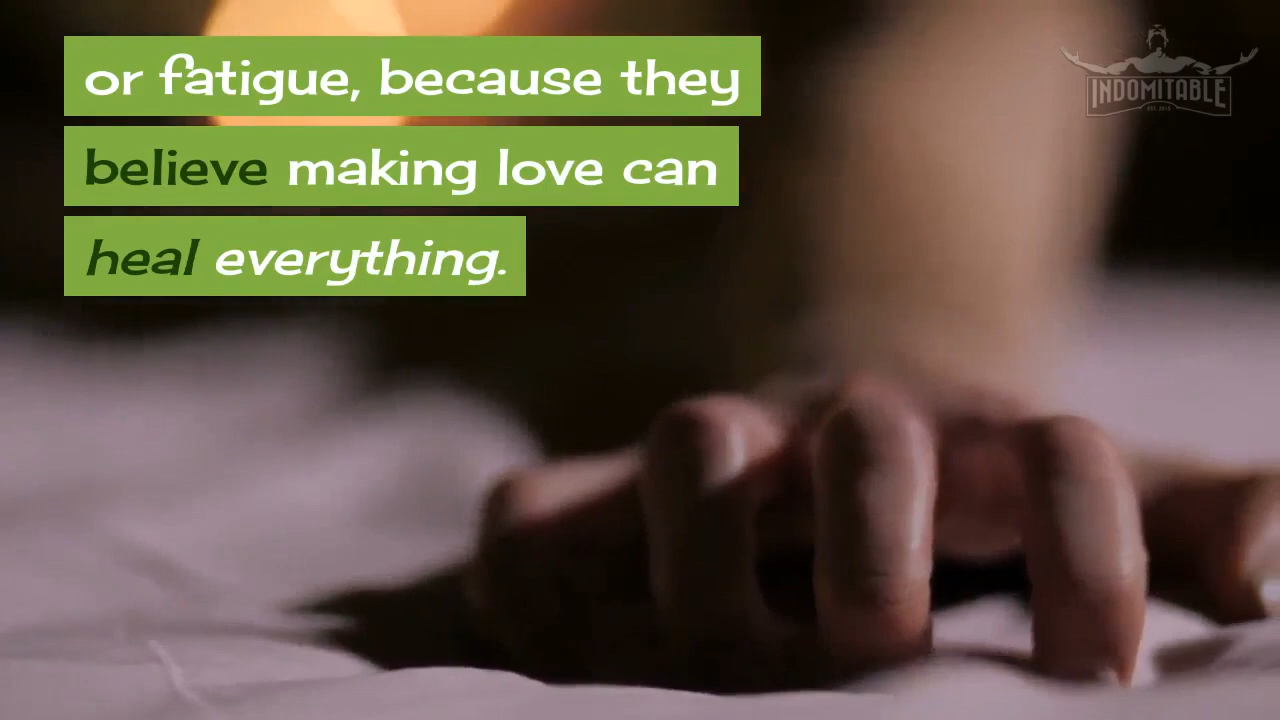 or fatigue, because they
believe making love can
heal everything.
INDOMITABLE